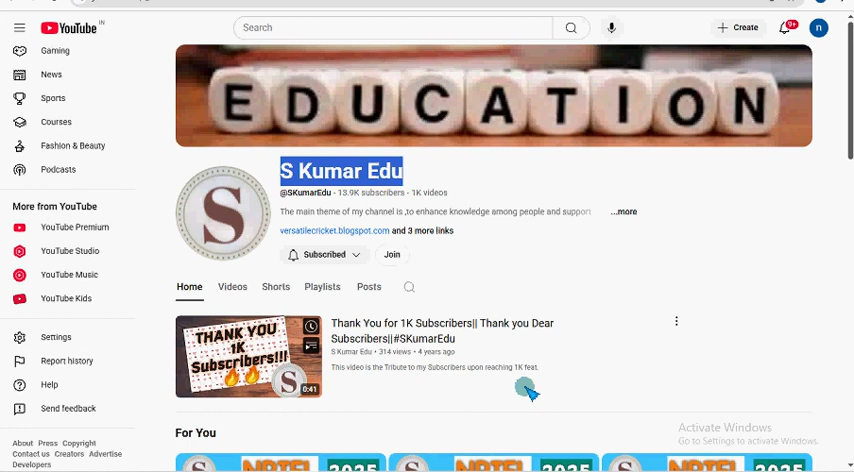 YouTube IN
Search
Create
9+
n
Gaming
News
Sports
Courses
Fashion & Beauty
Podcasts
More from YouTube
YouTube Premium
YouTube Studio
YouTube Music
YouTube Kids
Settings
Report history
Help
Send feedback
About Press Copyright
Contact us Creators Advertise
Developers
EDUCATION
S
S Kumar Edu
@SKumarEdu · 13.9K subscribers · 1K videos
The main theme of my channel is ,to enhance knowledge among people and support ...more
versatilecricket.blogspot.com and 3 more links
Subscribed
Join
Home Videos Shorts Playlists Posts
THANK YOU
1K
Subscribers!!!
S
0:41
Thank You for 1K Subscribers|| Thank you Dear
Subscribers||#SKumarEdu
S Kumar Edu • 314 views • 4 years ago
This video is the Tribute to my Subscribers upon reaching 1K feat.
For You
Activate Windows
Go to Settings to activate Windows.
NPTEL 2025
NPTEL 2025
NPTEL 2025